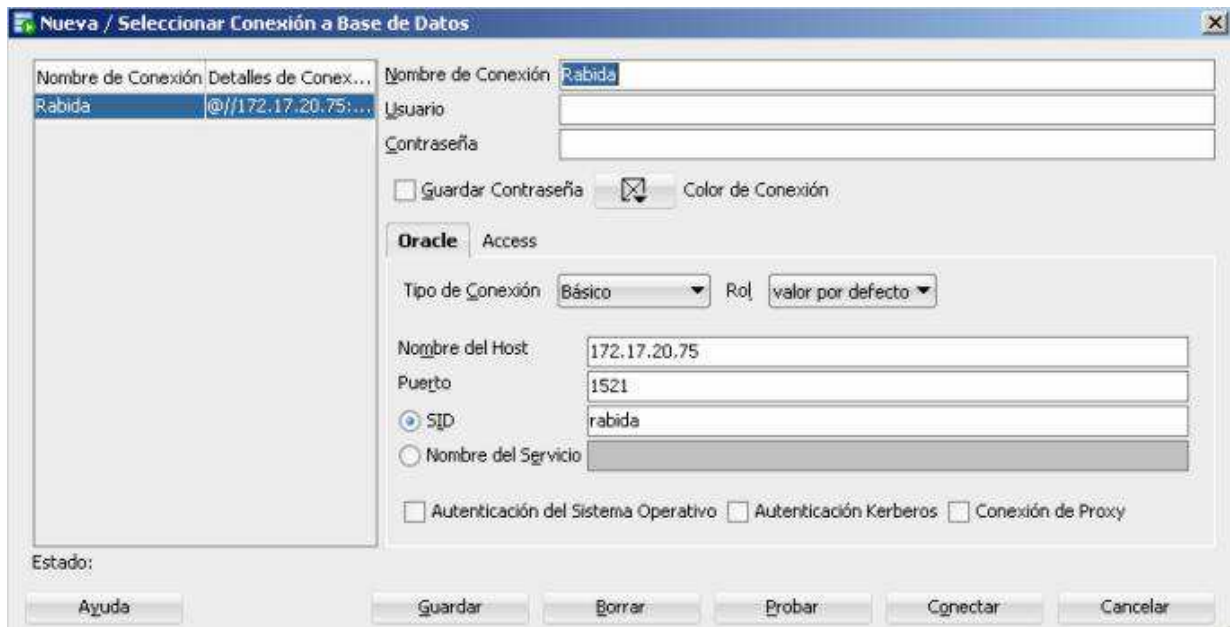 Nueva / Seleccionar Conexión a Base de Datos
Nombre de Conexión Detalles de Conex...
Rabida @//172.17.20.75:...
Nombre de Conexión Rabida
Usuario
Contraseña
Guardar Contraseña Color de Conexión
Oracle Access
Tipo de Conexión Básico Rol valor por defecto
Nombre del Host 172.17.20.75
Puerto 1521
SID rabida
Nombre del Servicio
Autenticación del Sistema Operativo Autenticación Kerberos Conexión de Proxy
Estado:
Ayuda Guardar Borrar Probar Conectar Cancelar